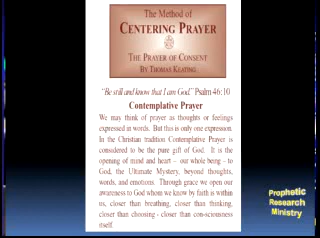 The Method of
CENTERING PRAYER
THE PRAYER OF CONSENT
BY THOMAS KEATING
"Be still and know that I am God." Psalm 46:10
Contemplative Prayer
We may think of prayer as thoughts or feelings
expressed in words. But this is only one expression.
In the Christian tradition Contemplative Prayer is
considered to be the pure gift of God. It is the
opening of mind and heart – our whole being – to
God, the Ultimate Mystery, beyond thoughts,
words, and emotions. Through grace we open our
awareness to God whom we know by faith is within
us, closer than breathing, closer than thinking,
closer than choosing - closer than con-sciousness
itself.
Prophetic
Research
Ministry